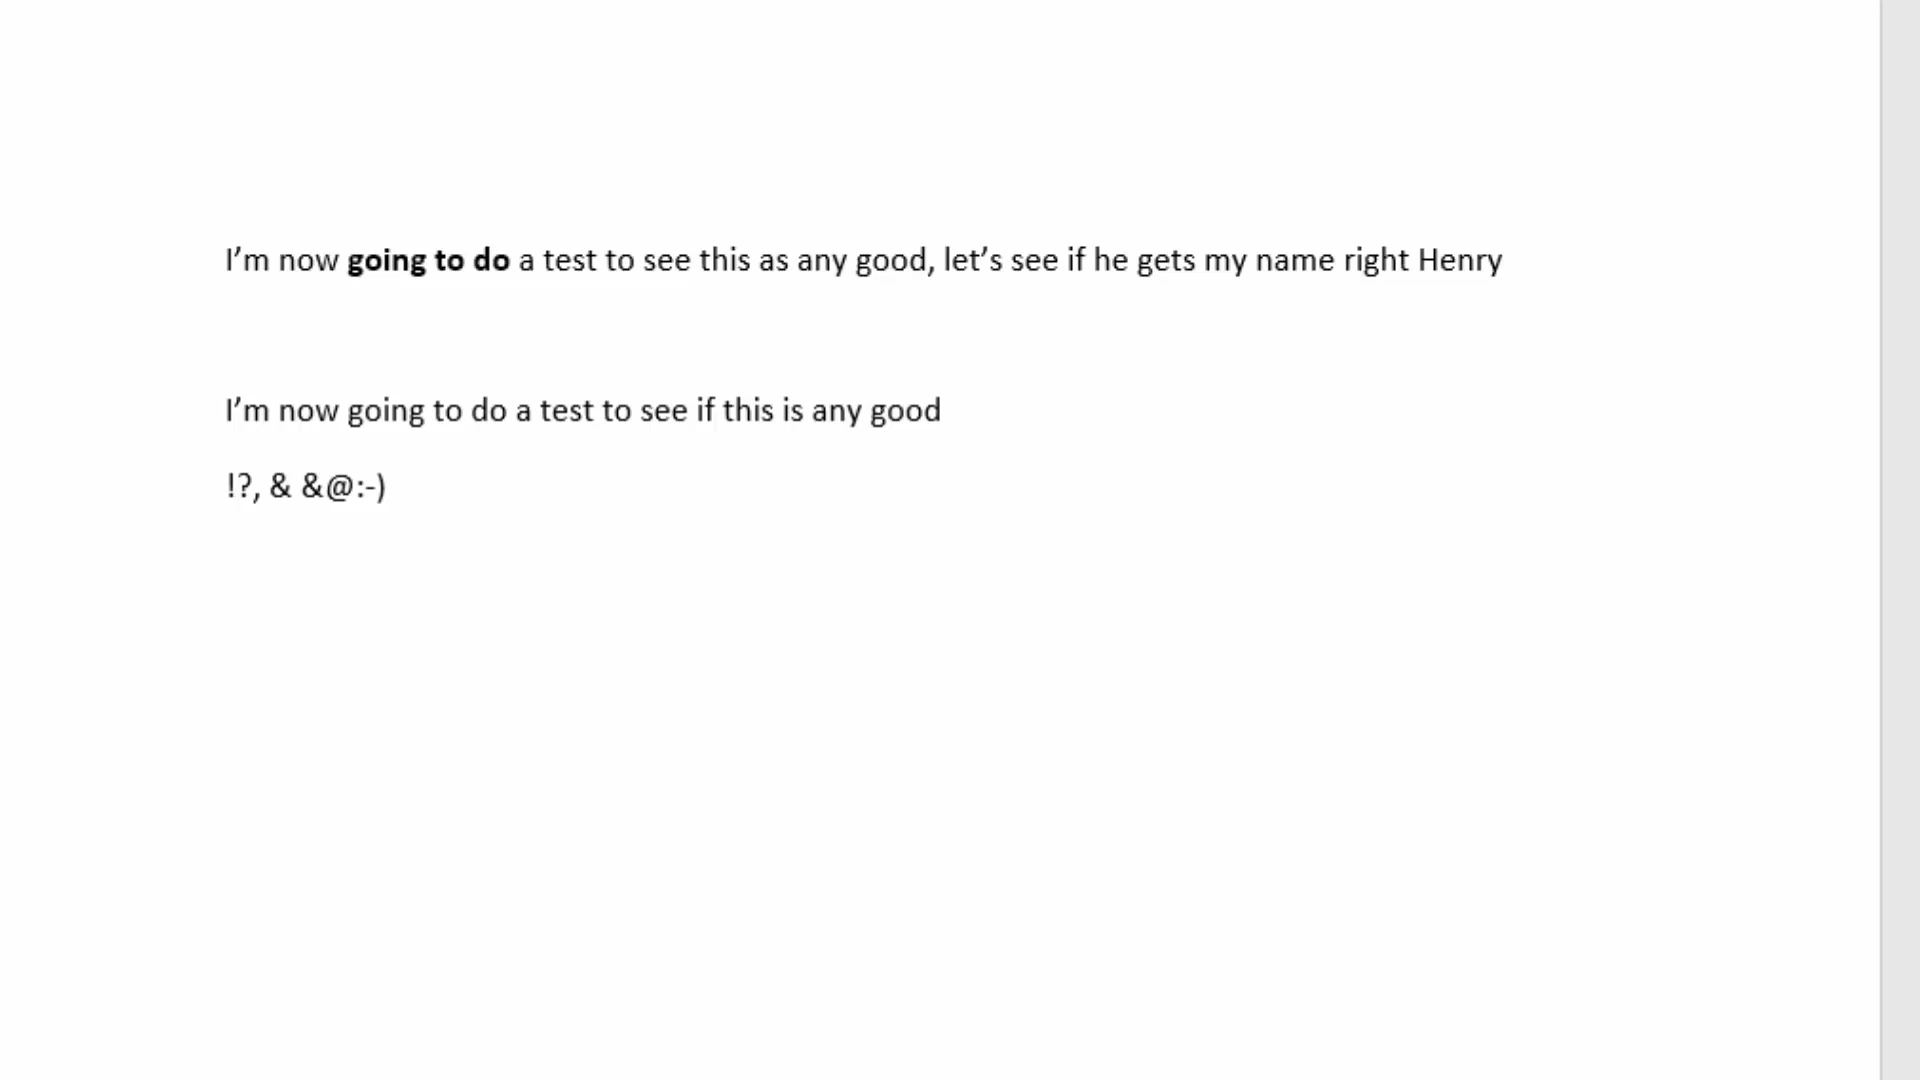 I’m now going to do a test to see this as any good, let’s see if he gets my name right Henry
I’m now going to do a test to see if this is any good
!?, & &@:-)